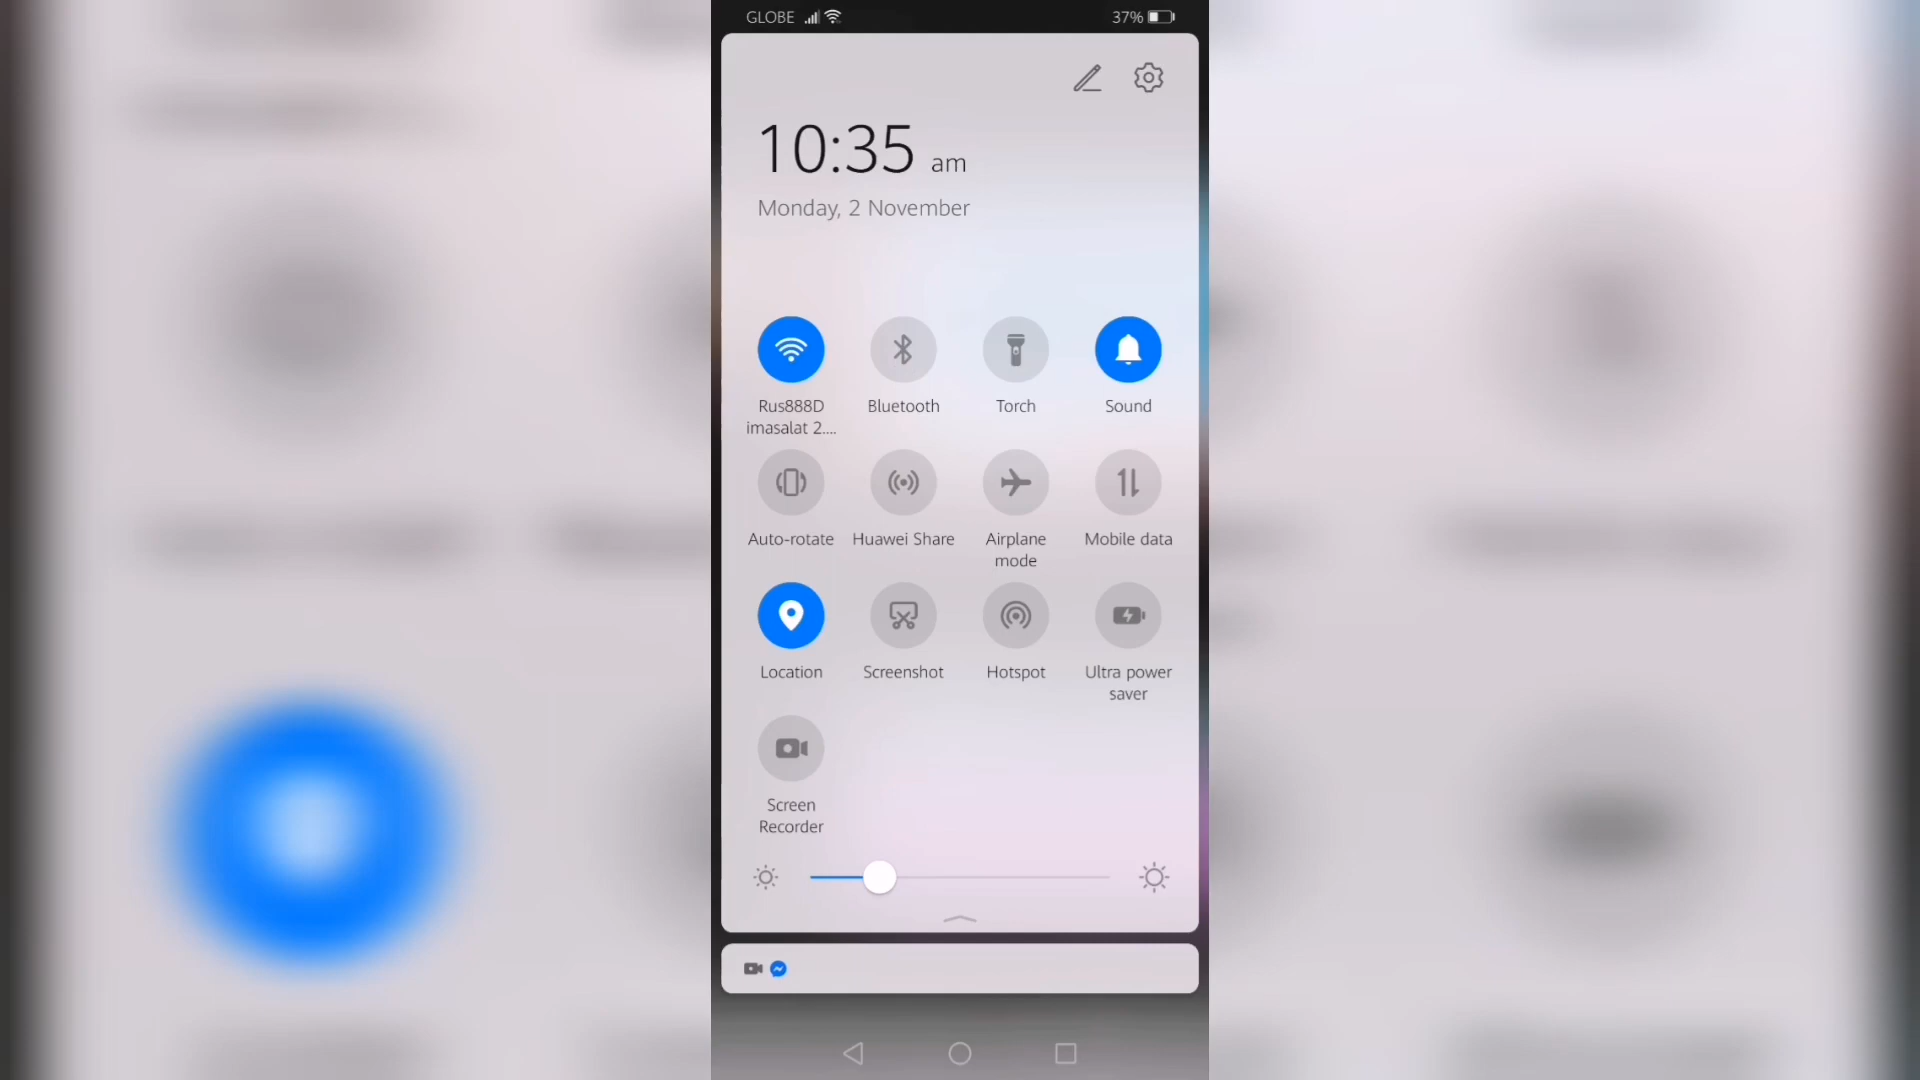 GLOBE
37%
10:35 am
Monday, 2 November
Rus888D
imasalat 2....
Bluetooth
Torch
Sound
Auto-rotate
Huawei Share
Airplane
mode
Mobile data
Location
Screenshot
Hotspot
Ultra power
saver
Screen
Recorder